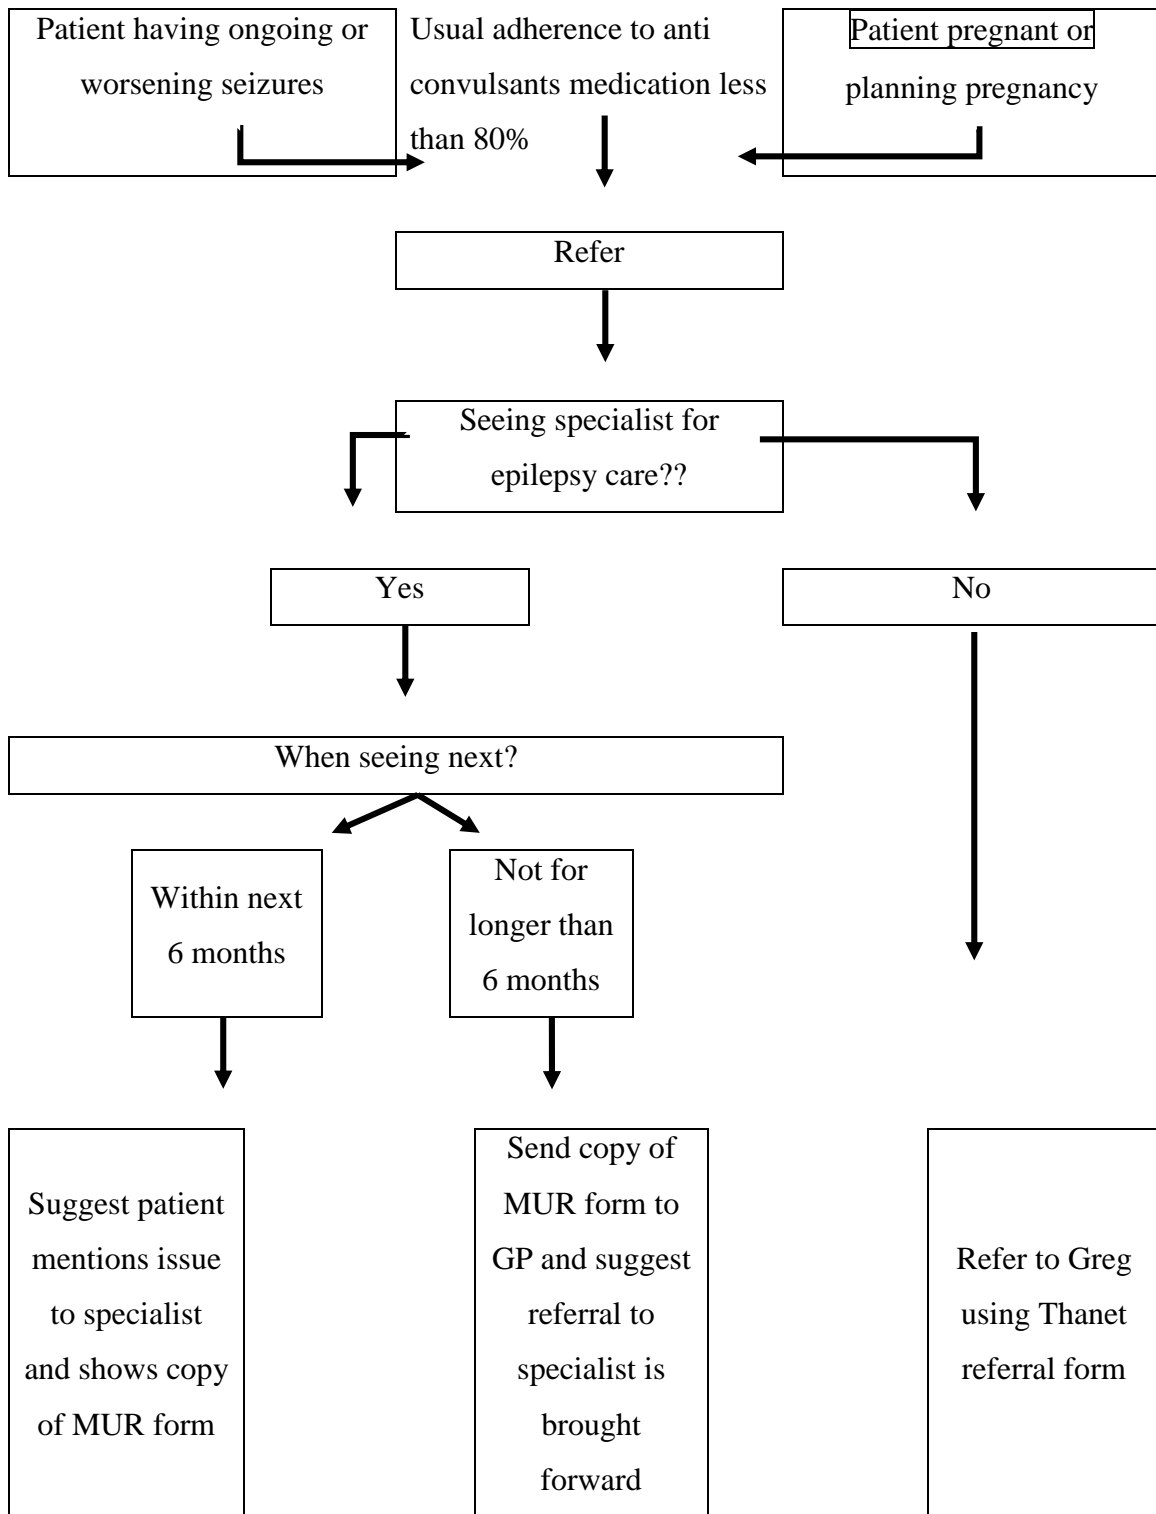 Patient having ongoing or
worsening seizures
Usual adherence to anti
convulsants medication less
than 80%
Patient pregnant or
planning pregnancy
Refer
Seeing specialist for
epilepsy care??
Yes
No
When seeing next?
Within next
6 months
Not for
longer than
6 months
Suggest patient
mentions issue
to specialist
and shows copy
of MUR form
Send copy of
MUR form to
GP and suggest
referral to
specialist is
brought
forward
Refer to Greg
using Thanet
referral form